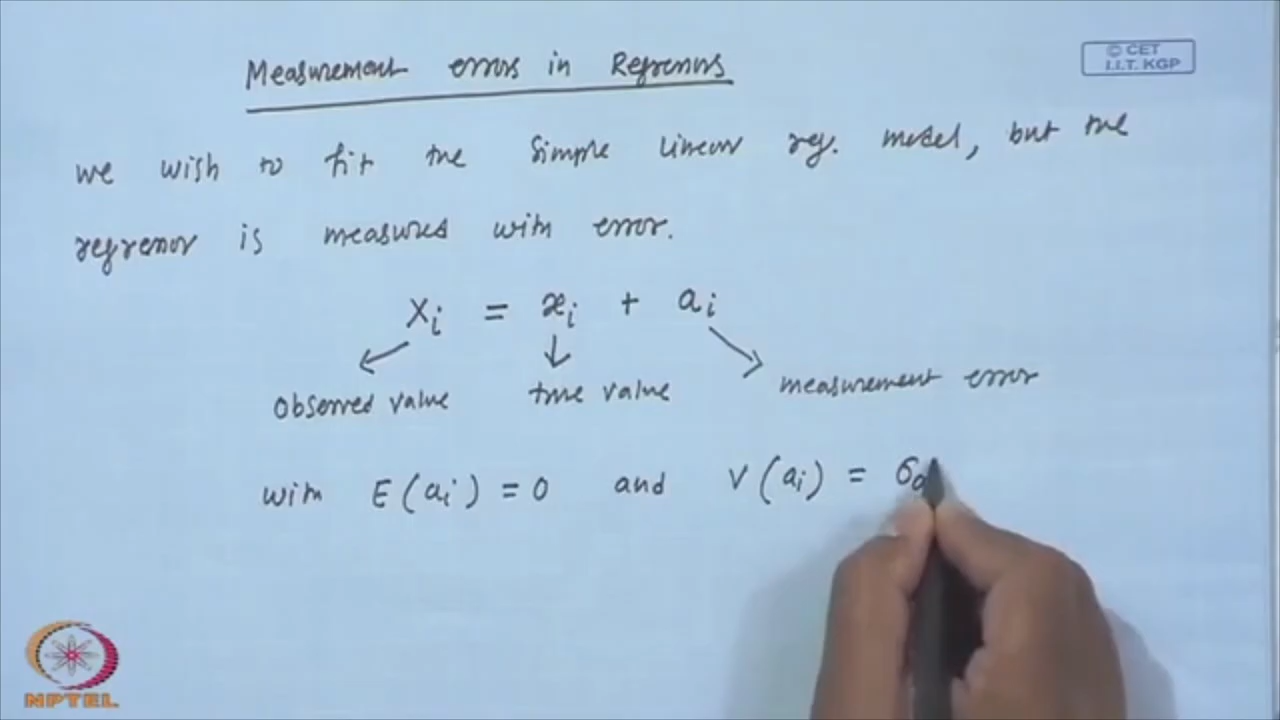 Measurement errors in Regressors
© CET
I.I.T. KGP
we wish to fit the simple linear reg. model, but the
regressor is measured with error.
Xi = xi + ai
observed value true value measurement error
with E(ai) = 0 and V(ai) = σa
NPTEL